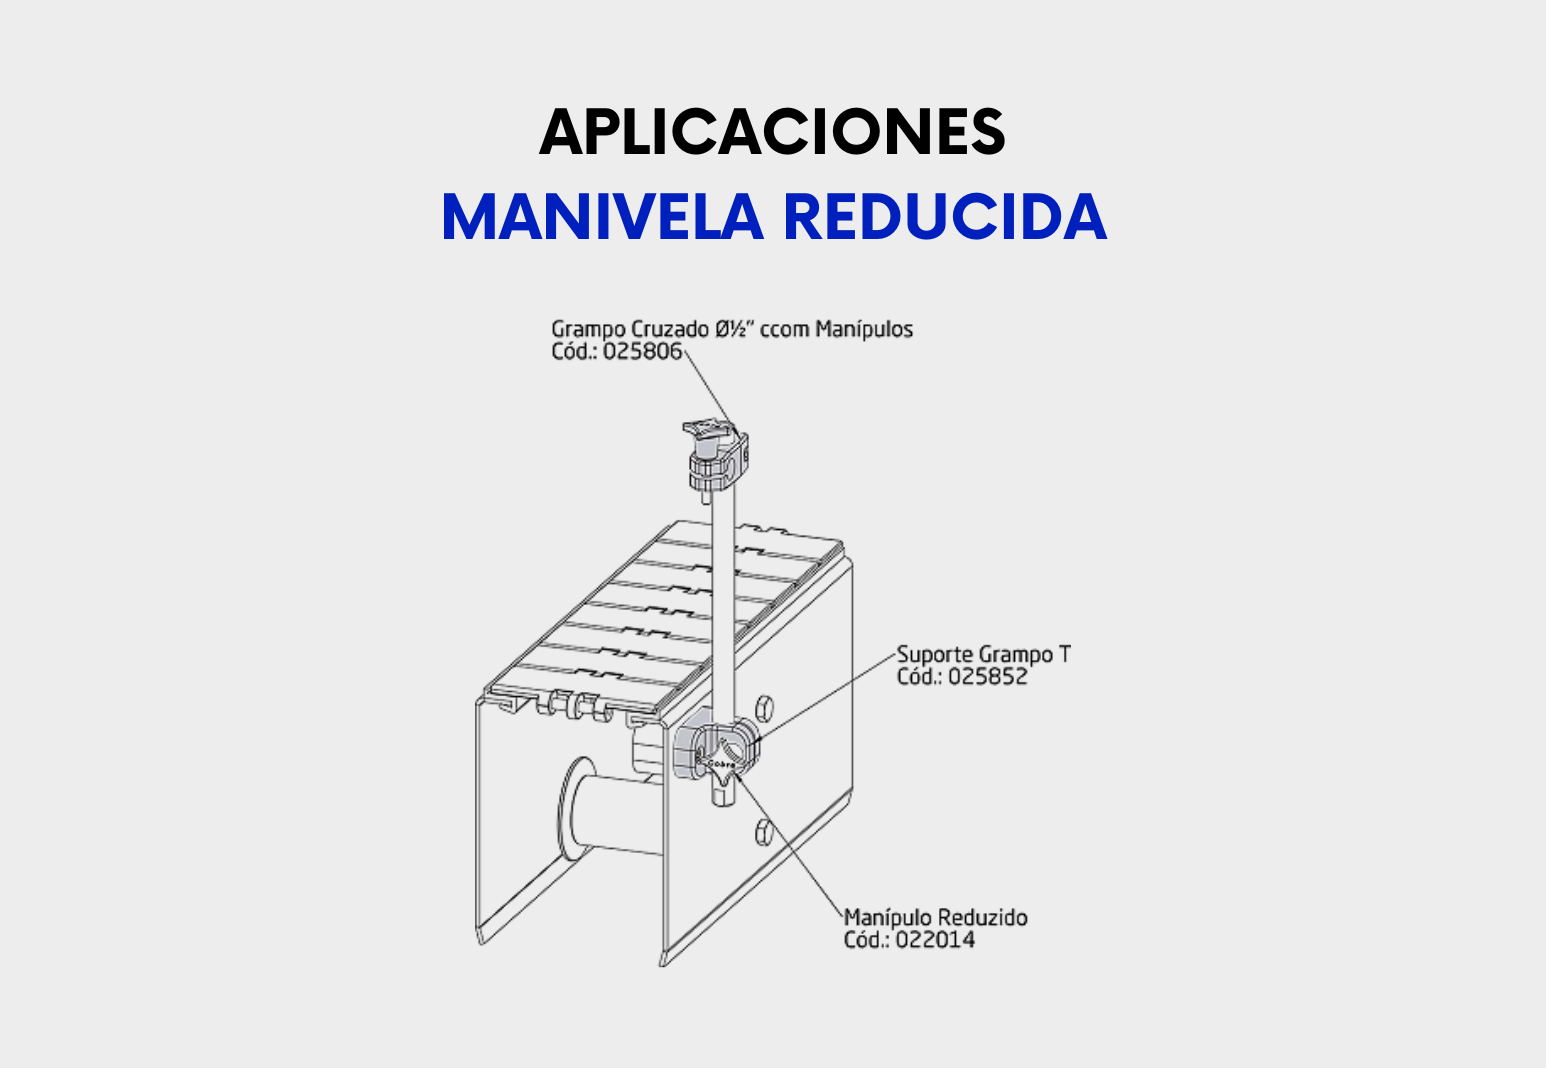 APLICACIONES
MANIVELA REDUCIDA
Grampo Cruzado Ø½” ccom Manípulos
Cód.: 025806
Suporte Grampo T
Cód.: 025852
Cobra
Manípulo Reduzido
Cód.: 022014